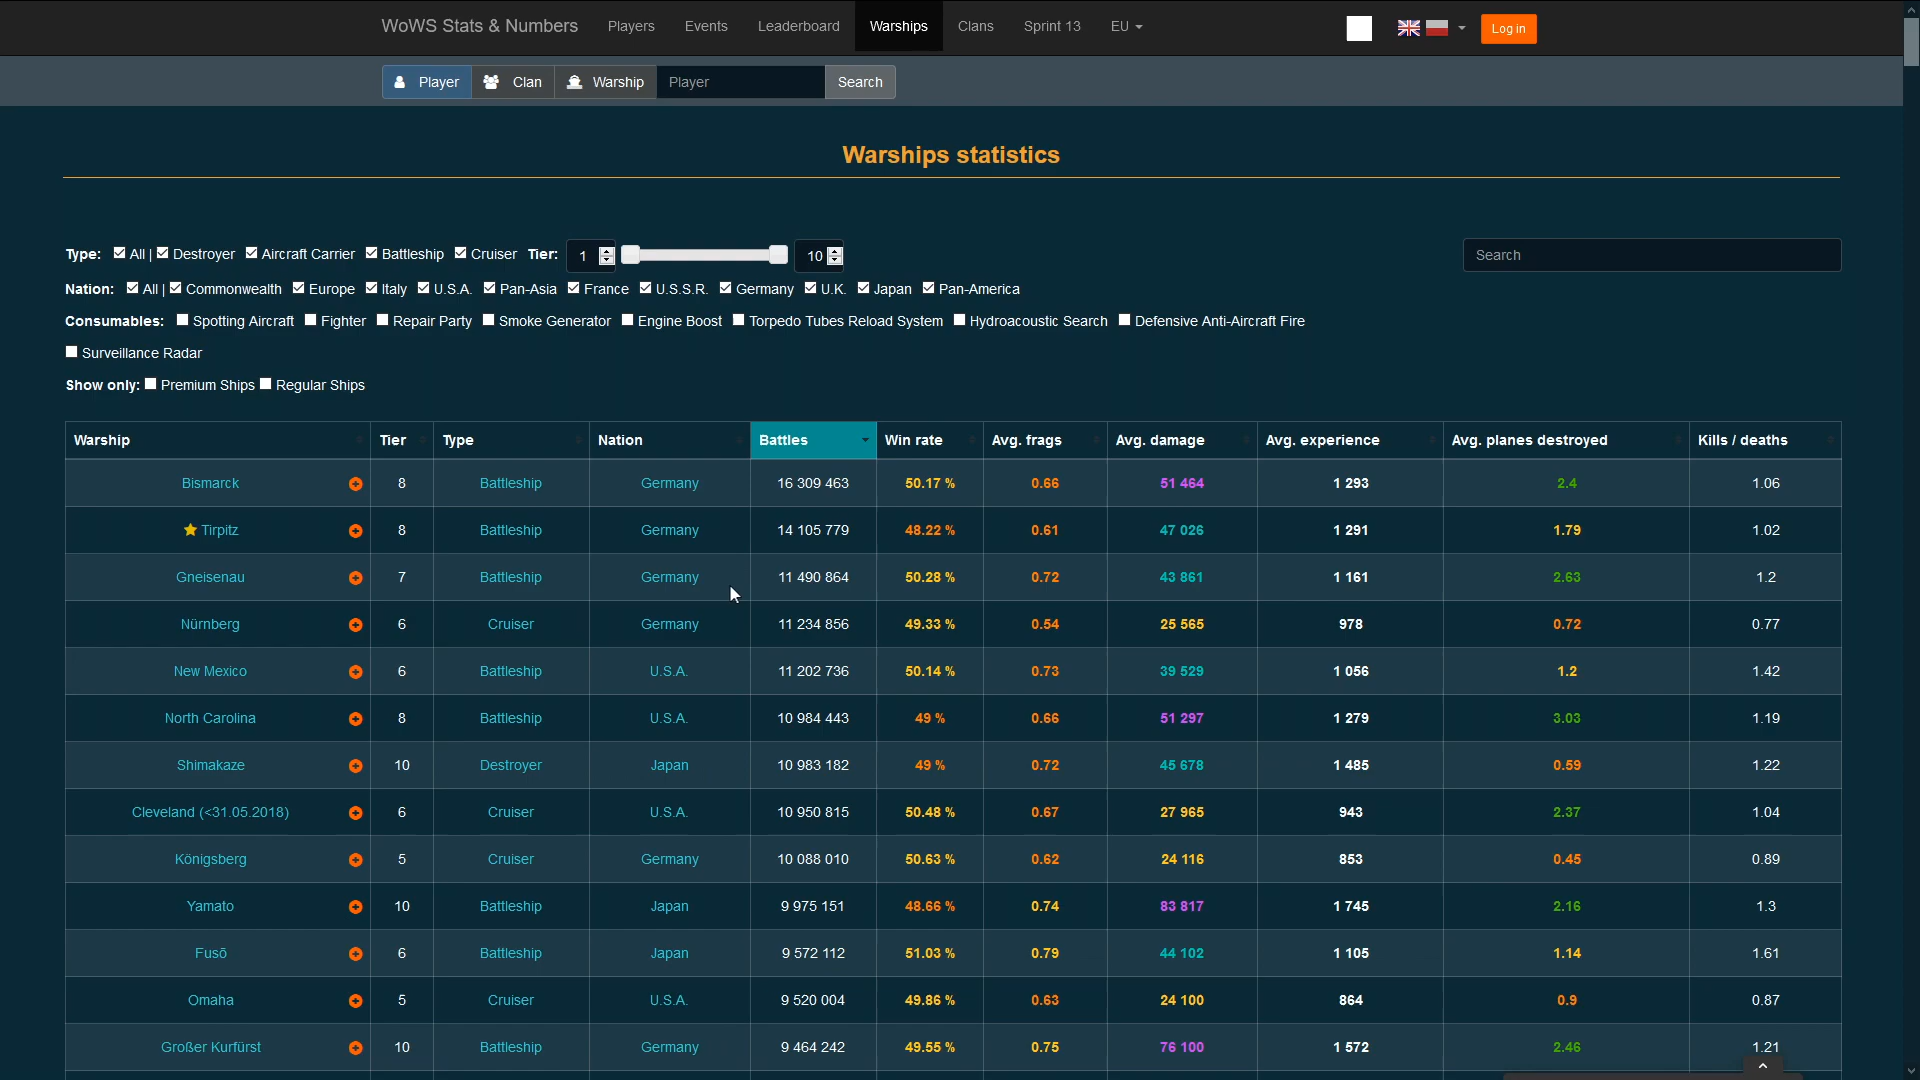 WoWS Stats & Numbers Players Events Leaderboard Warships Clans Sprint 13 EU Log in
Player Clan Warship Player Search
Warships statistics
Type: All | Destroyer Aircraft Carrier Battleship Cruiser Tier: 1 10 Search
Nation: All | Commonwealth Europe Italy U.S.A. Pan-Asia France U.S.S.R. Germany U.K. Japan Pan-America
Consumables: Spotting Aircraft Fighter Repair Party Smoke Generator Engine Boost Torpedo Tubes Reload System Hydroacoustic Search Defensive Anti-Aircraft Fire
Surveillance Radar
Show only: Premium Ships Regular Ships
Warship Tier Type Nation Battles Win rate Avg. frags Avg. damage Avg. experience Avg. planes destroyed Kills / deaths
Bismarck 8 Battleship Germany 16 309 463 50.17 % 0.66 51 464 1 293 2.4 1.06
Tirpitz 8 Battleship Germany 14 105 779 48.22 % 0.61 47 026 1 291 1.79 1.02
Gneisenau 7 Battleship Germany 11 490 864 50.28 % 0.72 43 861 1 161 2.63 1.2
Nürnberg 6 Cruiser Germany 11 234 856 49.33 % 0.54 25 565 978 0.72 0.77
New Mexico 6 Battleship U.S.A. 11 202 736 50.14 % 0.73 39 529 1 056 1.2 1.42
North Carolina 8 Battleship U.S.A. 10 984 443 49 % 0.66 51 297 1 279 3.03 1.19
Shimakaze 10 Destroyer Japan 10 983 182 49 % 0.72 45 678 1 485 0.59 1.22
Cleveland (<31.05.2018) 6 Cruiser U.S.A. 10 950 815 50.48 % 0.67 27 965 943 2.37 1.04
Königsberg 5 Cruiser Germany 10 088 010 50.63 % 0.62 24 116 853 0.45 0.89
Yamato 10 Battleship Japan 9 975 151 48.66 % 0.74 83 817 1 745 2.16 1.3
Fusō 6 Battleship Japan 9 572 112 51.03 % 0.79 44 102 1 105 1.14 1.61
Omaha 5 Cruiser U.S.A. 9 520 004 49.86 % 0.63 24 100 864 0.9 0.87
Großer Kurfürst 10 Battleship Germany 9 464 242 49.55 % 0.75 76 100 1 572 2.46 1.21